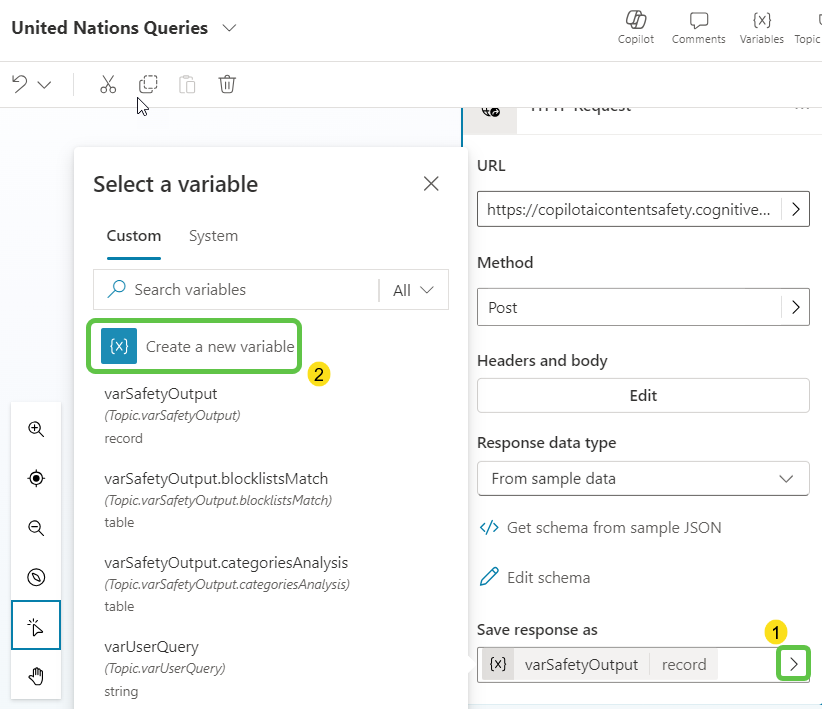 United Nations Queries
Copilot
Comments
{x}
Variables
Topic
HTTP Request
Select a variable
Custom
System
Search variables
All
{x} Create a new variable
2
varSafetyOutput
(Topic.varSafetyOutput)
record
varSafetyOutput.blocklistsMatch
(Topic.varSafetyOutput.blocklistsMatch)
table
varSafetyOutput.categoriesAnalysis
(Topic.varSafetyOutput.categoriesAnalysis)
table
varUserQuery
(Topic.varUserQuery)
string
URL
https://copilotaicontentsafety.cognitive...
Method
Post
Headers and body
Edit
Response data type
From sample data
</> Get schema from sample JSON
Edit schema
Save response as
1
{x} varSafetyOutput record